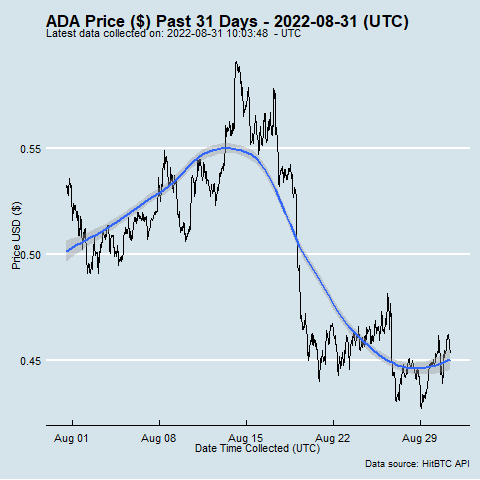 ADA Price ($) Past 31 Days - 2022-08-31 (UTC)
Latest data collected on: 2022-08-31 10:03:48 - UTC
0.55
0.50
0.45
Price USD ($)
Aug 01 Aug 08 Aug 15 Aug 22 Aug 29
Date Time Collected (UTC)
Data source: HitBTC API